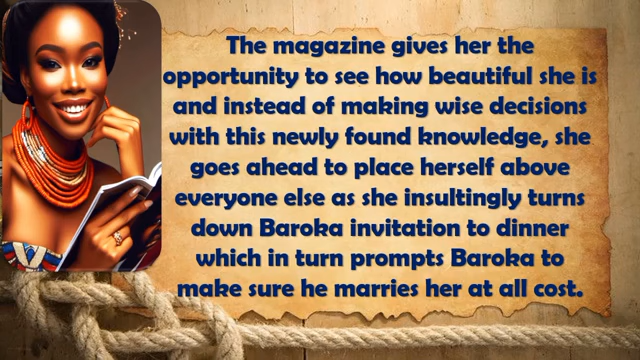 The magazine gives her the
opportunity to see how beautiful she is
and instead of making wise decisions
with this newly found knowledge, she
goes ahead to place herself above
everyone else as she insultingly turns
down Baroka invitation to dinner
which in turn prompts Baroka to
make sure he marries her at all cost.